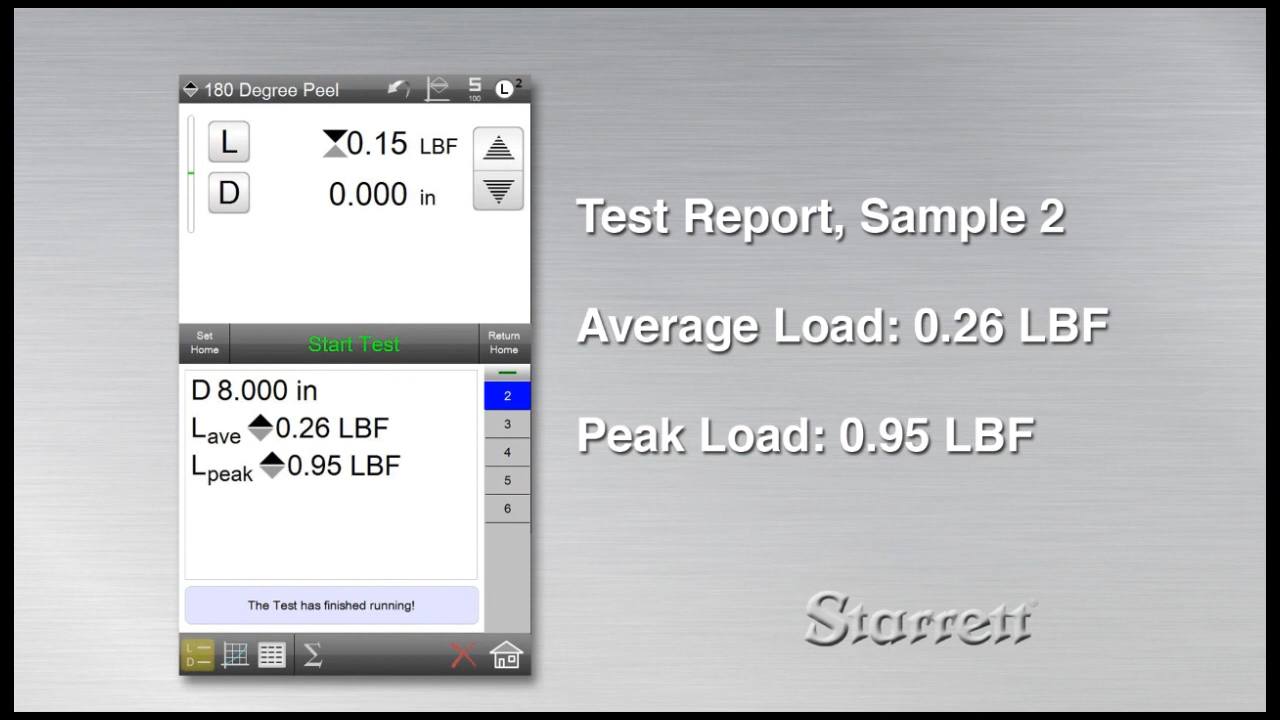 180 Degree Peel
5
100
L 2
L 0.15 LBF
D 0.000 in
Set Home
Start Test
Return Home
D 8.000 in
Lave 0.26 LBF
Lpeak 0.95 LBF
2
3
4
5
6
The Test has finished running!
L
D
Σ
Test Report, Sample 2
Average Load: 0.26 LBF
Peak Load: 0.95 LBF
Starrett